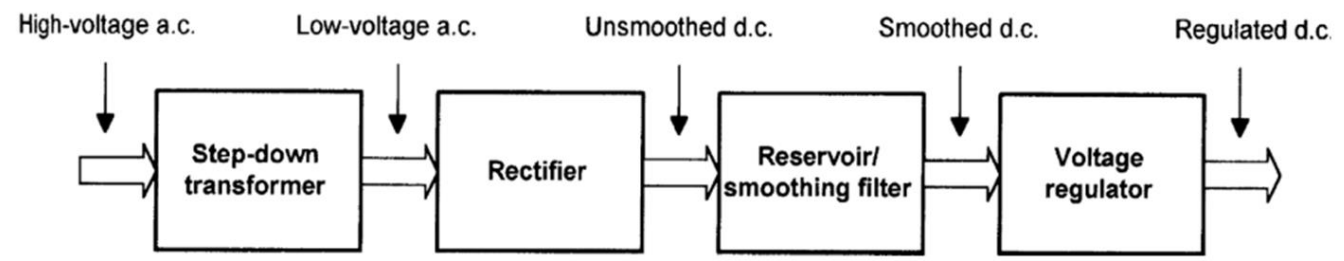 High-voltage a.c.
Low-voltage a.c.
Unsmoothed d.c.
Smoothed d.c.
Regulated d.c.
Step-down
transformer
Rectifier
Reservoir/
smoothing filter
Voltage
regulator